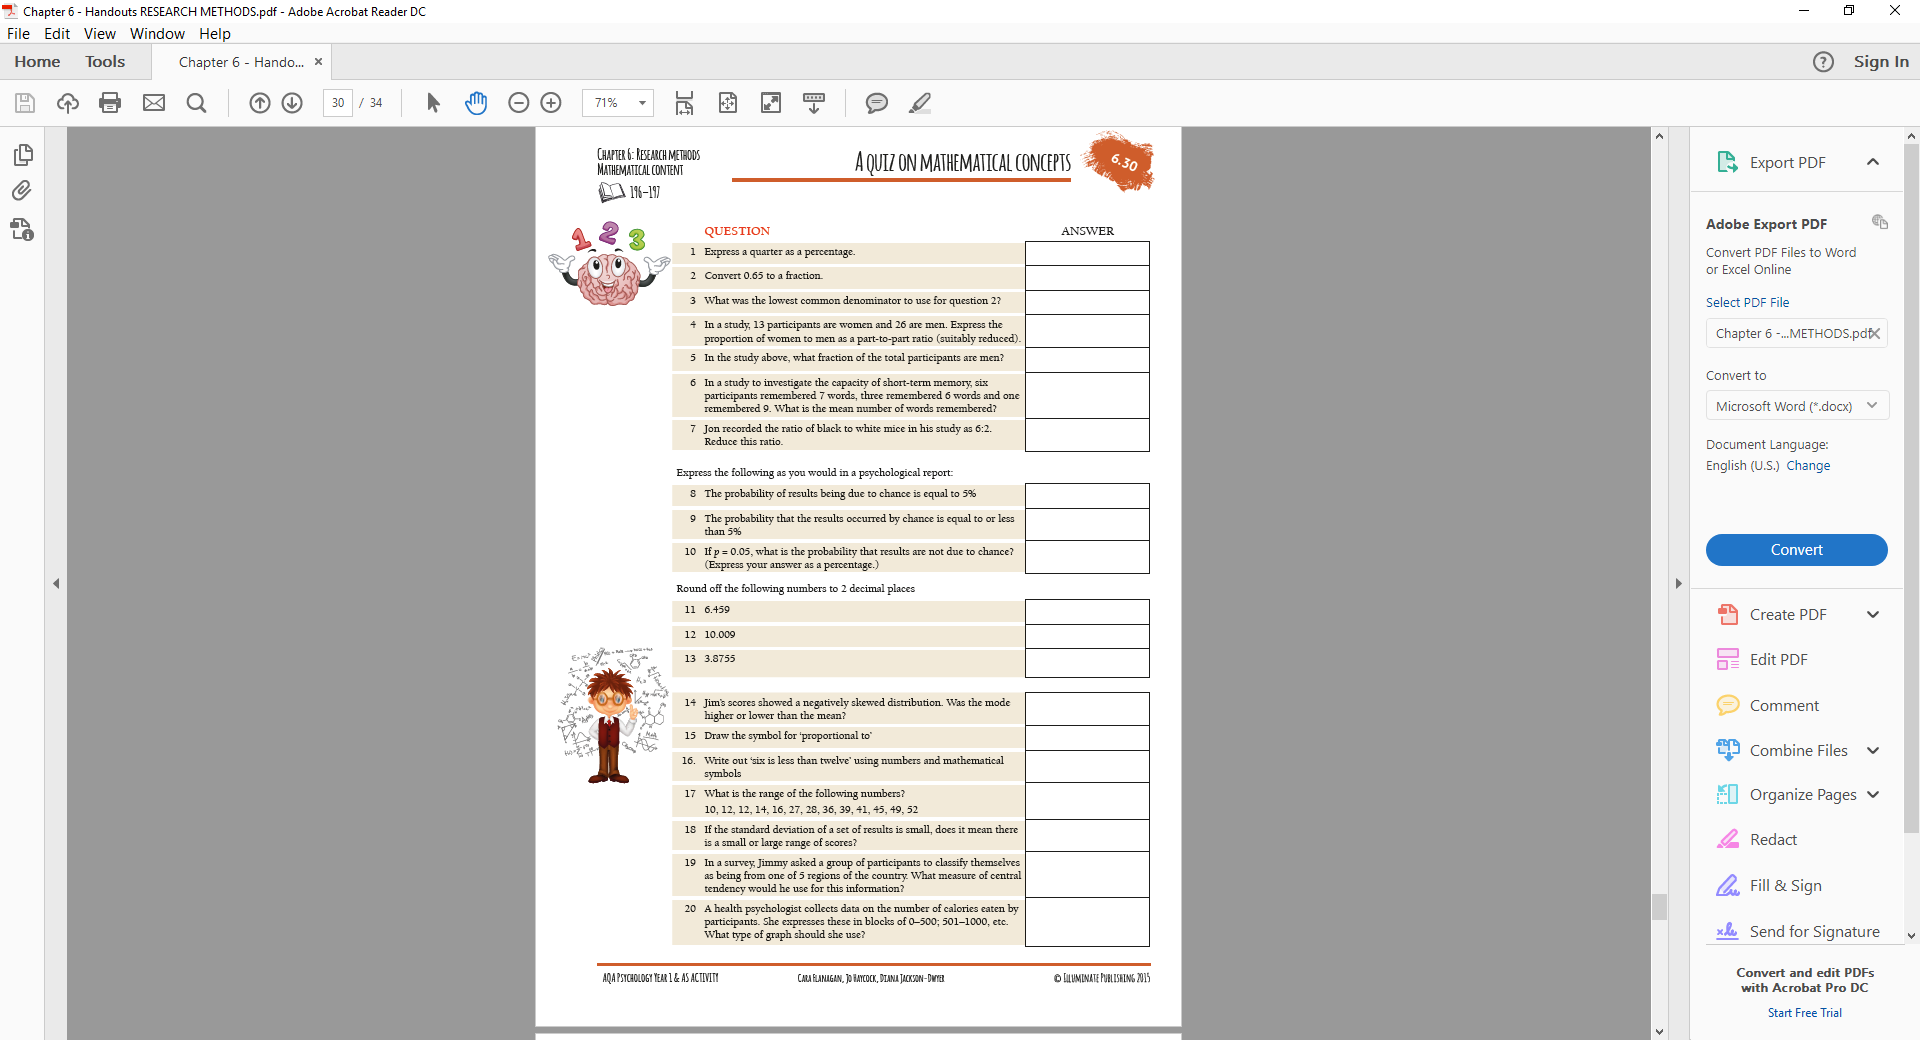 Chapter 6 - Handouts RESEARCH METHODS.pdf - Adobe Acrobat Reader DC
File Edit View Window Help
Home Tools Chapter 6 - Hando... × Sign In
30 / 34 71%
Chapter 6: Research methods
Mathematical content
196–197
A quiz on mathematical concepts
6.30
1 2 3
QUESTION ANSWER
1 Express a quarter as a percentage.
2 Convert 0.65 to a fraction.
3 What was the lowest common denominator to use for question 2?
4 In a study, 13 participants are women and 26 are men. Express the
proportion of women to men as a part-to-part ratio (suitably reduced).
5 In the study above, what fraction of the total participants are men?
6 In a study to investigate the capacity of short-term memory, six
participants remembered 7 words, three remembered 6 words and one
remembered 9. What is the mean number of words remembered?
7 Jon recorded the ratio of black to white mice in his study as 6:2.
Reduce this ratio.
Express the following as you would in a psychological report:
8 The probability of results being due to chance is equal to 5%
9 The probability that the results occurred by chance is equal to or less
than 5%
10 If p = 0.05, what is the probability that results are not due to chance?
(Express your answer as a percentage.)
Round off the following numbers to 2 decimal places
11 6.459
12 10.009
13 3.8755
14 Jim's scores showed a negatively skewed distribution. Was the mode
higher or lower than the mean?
15 Draw the symbol for 'proportional to'
16. Write out 'six is less than twelve' using numbers and mathematical
symbols
17 What is the range of the following numbers?
10, 12, 12, 14, 16, 27, 28, 36, 39, 41, 45, 49, 52
18 If the standard deviation of a set of results is small, does it mean there
is a small or large range of scores?
19 In a survey, Jimmy asked a group of participants to classify themselves
as being from one of 5 regions of the country. What measure of central
tendency would he use for this information?
20 A health psychologist collects data on the number of calories eaten by
participants. She expresses these in blocks of 0–500; 501–1000, etc.
What type of graph should she use?
AQA Psychology Year 1 & AS Activity
Cara Flanagan, Jo Haycock, Diana Jackson-Dwyer
© Illuminate Publishing 2015
Export PDF
Adobe Export PDF
Convert PDF Files to Word
or Excel Online
Select PDF File
Chapter 6 -...METHODS.pdf
Convert to
Microsoft Word (*.docx)
Document Language:
English (U.S.) Change
Convert
Create PDF
Edit PDF
Comment
Combine Files
Organize Pages
Redact
Fill & Sign
Send for Signature
Convert and edit PDFs
with Acrobat Pro DC
Start Free Trial